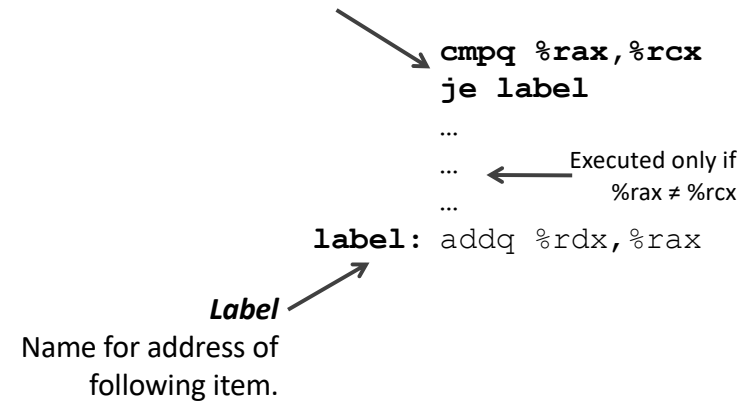 cmpq %rax,%rcx
je label
…
…
…
Executed only if
%rax ≠ %rcx
label: addq %rdx,%rax
Label
Name for address of
following item.